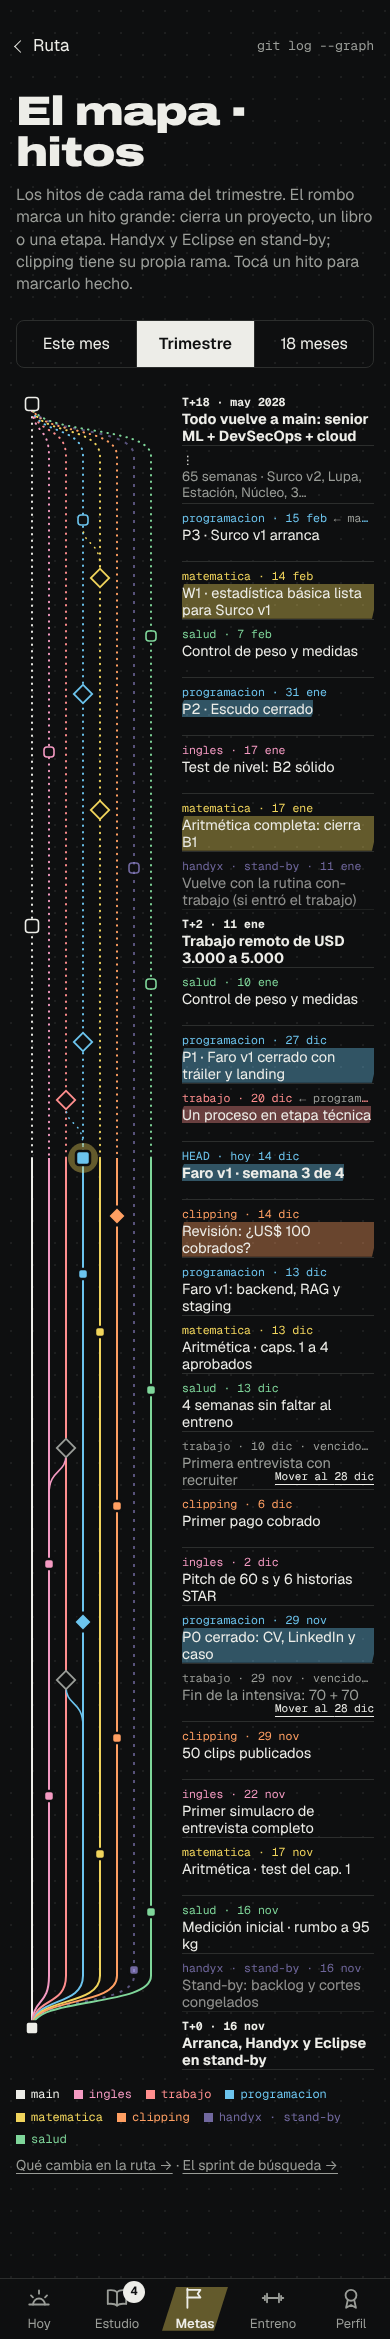 Ruta
git log --graph
El mapa ·
hitos
Los hitos de cada rama del trimestre. El rombo
marca un hito grande: cierra un proyecto, un libro
o una etapa. Handyx y Eclipse en stand-by;
clipping tiene su propia rama. Tocá un hito para
marcarlo hecho.
Este mes
Trimestre
18 meses
T+18 · may 2028
Todo vuelve a main: senior
ML + DevSecOps + cloud
⋮
65 semanas · Surco v2, Lupa,
Estación, Núcleo, 3…
programacion · 15 feb ← ma…
P3 · Surco v1 arranca
matematica · 14 feb
W1 · estadística básica lista
para Surco v1
salud · 7 feb
Control de peso y medidas
programacion · 31 ene
P2 · Escudo cerrado
ingles · 17 ene
Test de nivel: B2 sólido
matematica · 17 ene
Aritmética completa: cierra
B1
handyx · stand-by · 11 ene
Vuelve con la rutina con-
trabajo (si entró el trabajo)
T+2 · 11 ene
Trabajo remoto de USD
3.000 a 5.000
salud · 10 ene
Control de peso y medidas
programacion · 27 dic
P1 · Faro v1 cerrado con
tráiler y landing
trabajo · 20 dic ← program…
Un proceso en etapa técnica
HEAD · hoy 14 dic
Faro v1 · semana 3 de 4
clipping · 14 dic
Revisión: ¿US$ 100
cobrados?
programacion · 13 dic
Faro v1: backend, RAG y
staging
matematica · 13 dic
Aritmética · caps. 1 a 4
aprobados
salud · 13 dic
4 semanas sin faltar al
entreno
trabajo · 10 dic · vencido…
Primera entrevista con
recruiter
Mover al 28 dic
clipping · 6 dic
Primer pago cobrado
ingles · 2 dic
Pitch de 60 s y 6 historias
STAR
programacion · 29 nov
P0 cerrado: CV, LinkedIn y
caso
trabajo · 29 nov · vencido…
Fin de la intensiva: 70 + 70
Mover al 28 dic
clipping · 29 nov
50 clips publicados
ingles · 22 nov
Primer simulacro de
entrevista completo
matematica · 17 nov
Aritmética · test del cap. 1
salud · 16 nov
Medición inicial · rumbo a 95
kg
handyx · stand-by · 16 nov
Stand-by: backlog y cortes
congelados
T+0 · 16 nov
Arranca, Handyx y Eclipse
en stand-by
main ingles trabajo programacion
matematica clipping handyx · stand-by
salud
Qué cambia en la ruta → · El sprint de búsqueda →
4
Hoy
Estudio
Metas
Entreno
Perfil